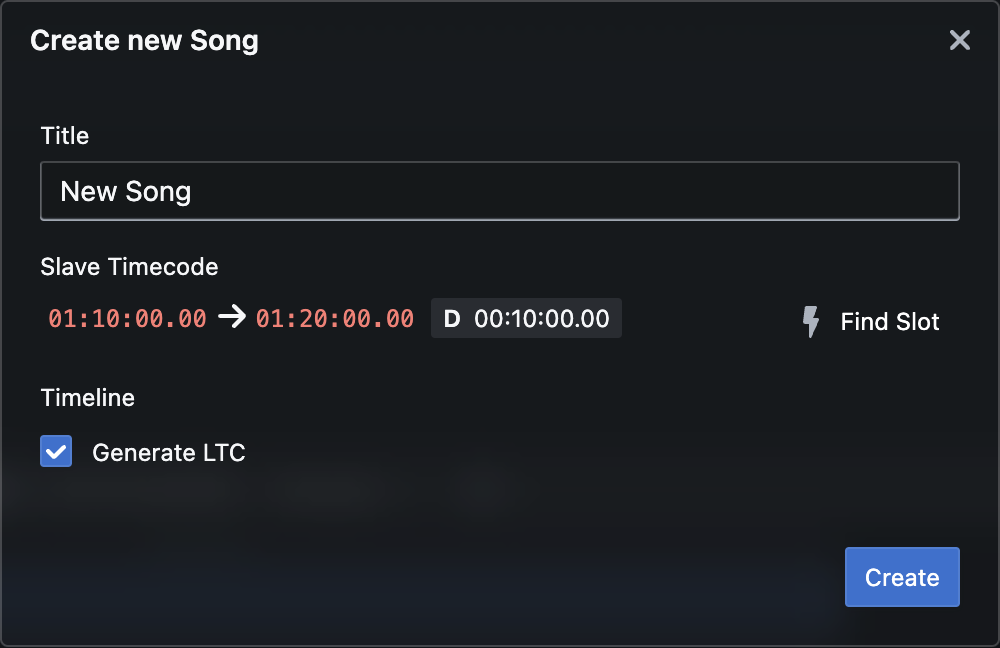 Create new Song
Title
New Song
Slave Timecode
01:10:00.00 → 01:20:00.00 D 00:10:00.00 Find Slot
Timeline
Generate LTC
Create